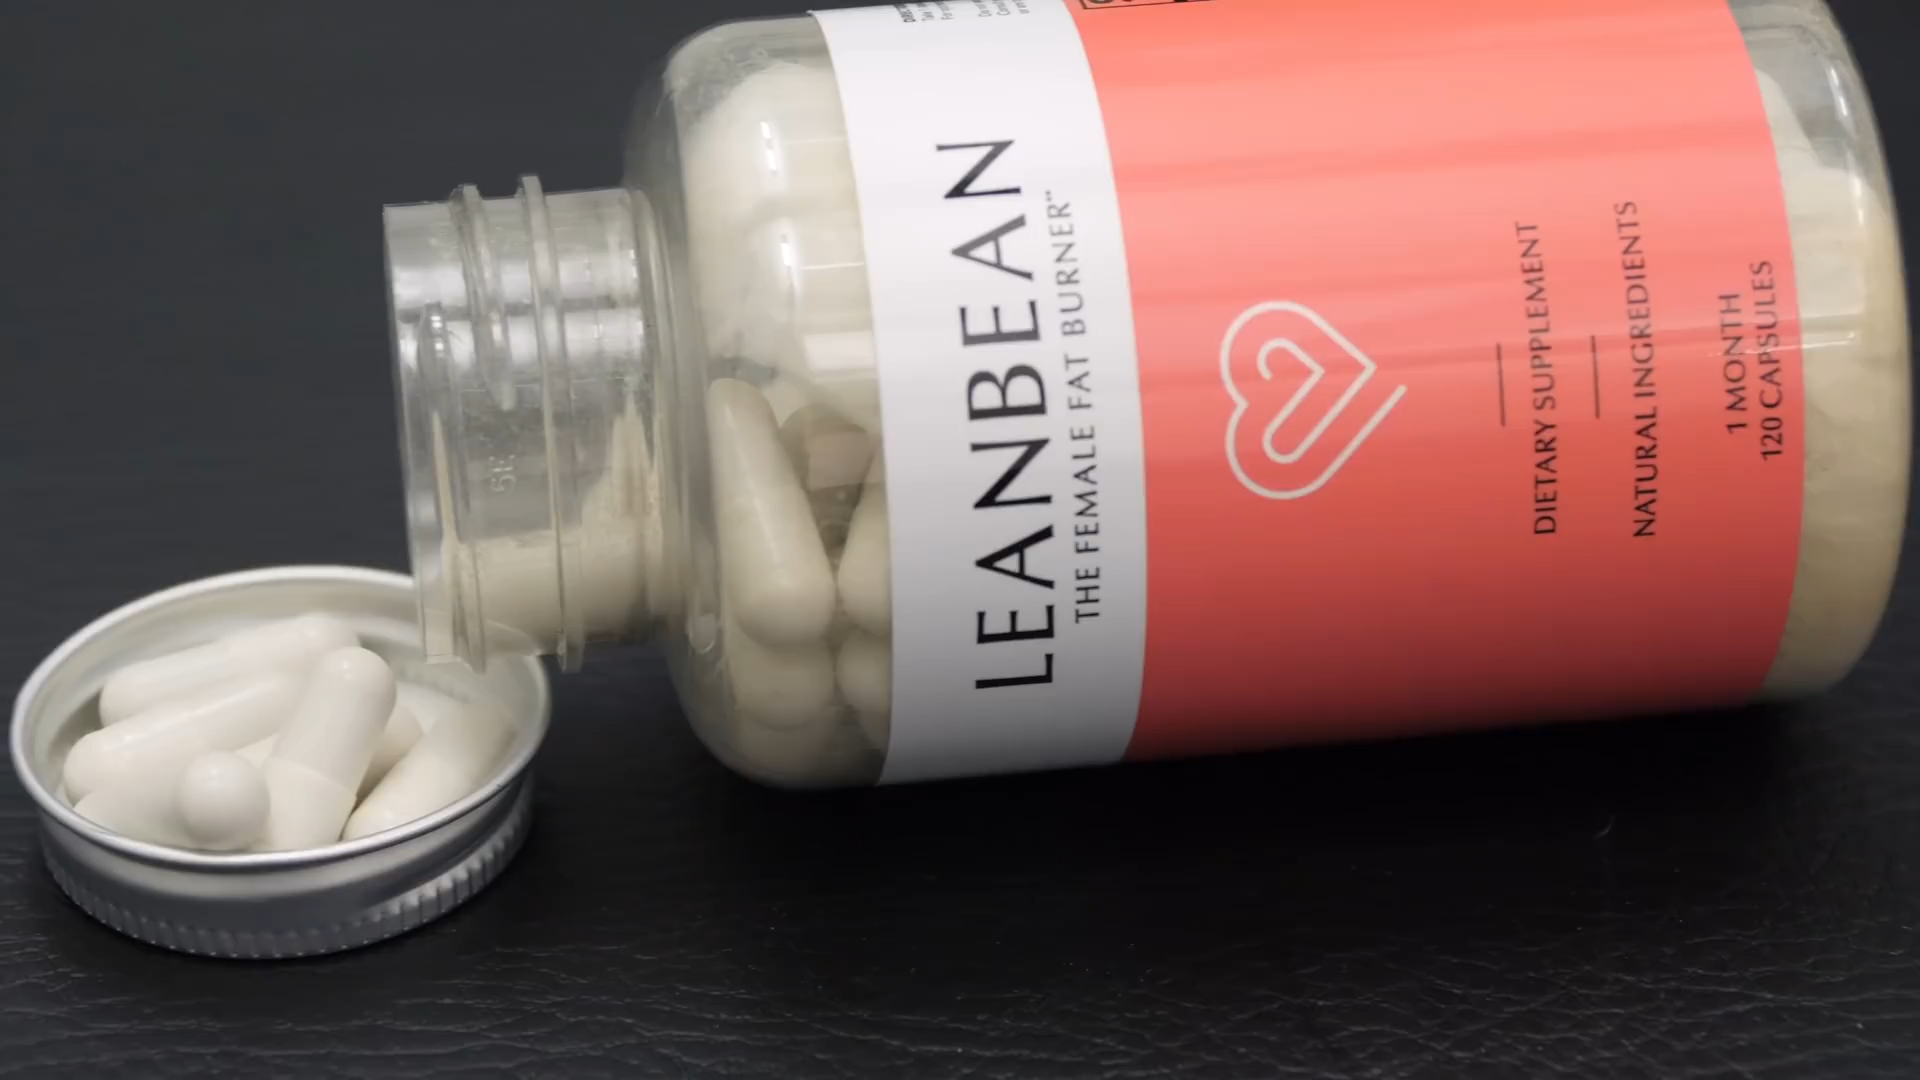 LEANBEAN
THE FEMALE FAT BURNER™
DIETARY SUPPLEMENT
NATURAL INGREDIENTS
1 MONTH
120 CAPSULES